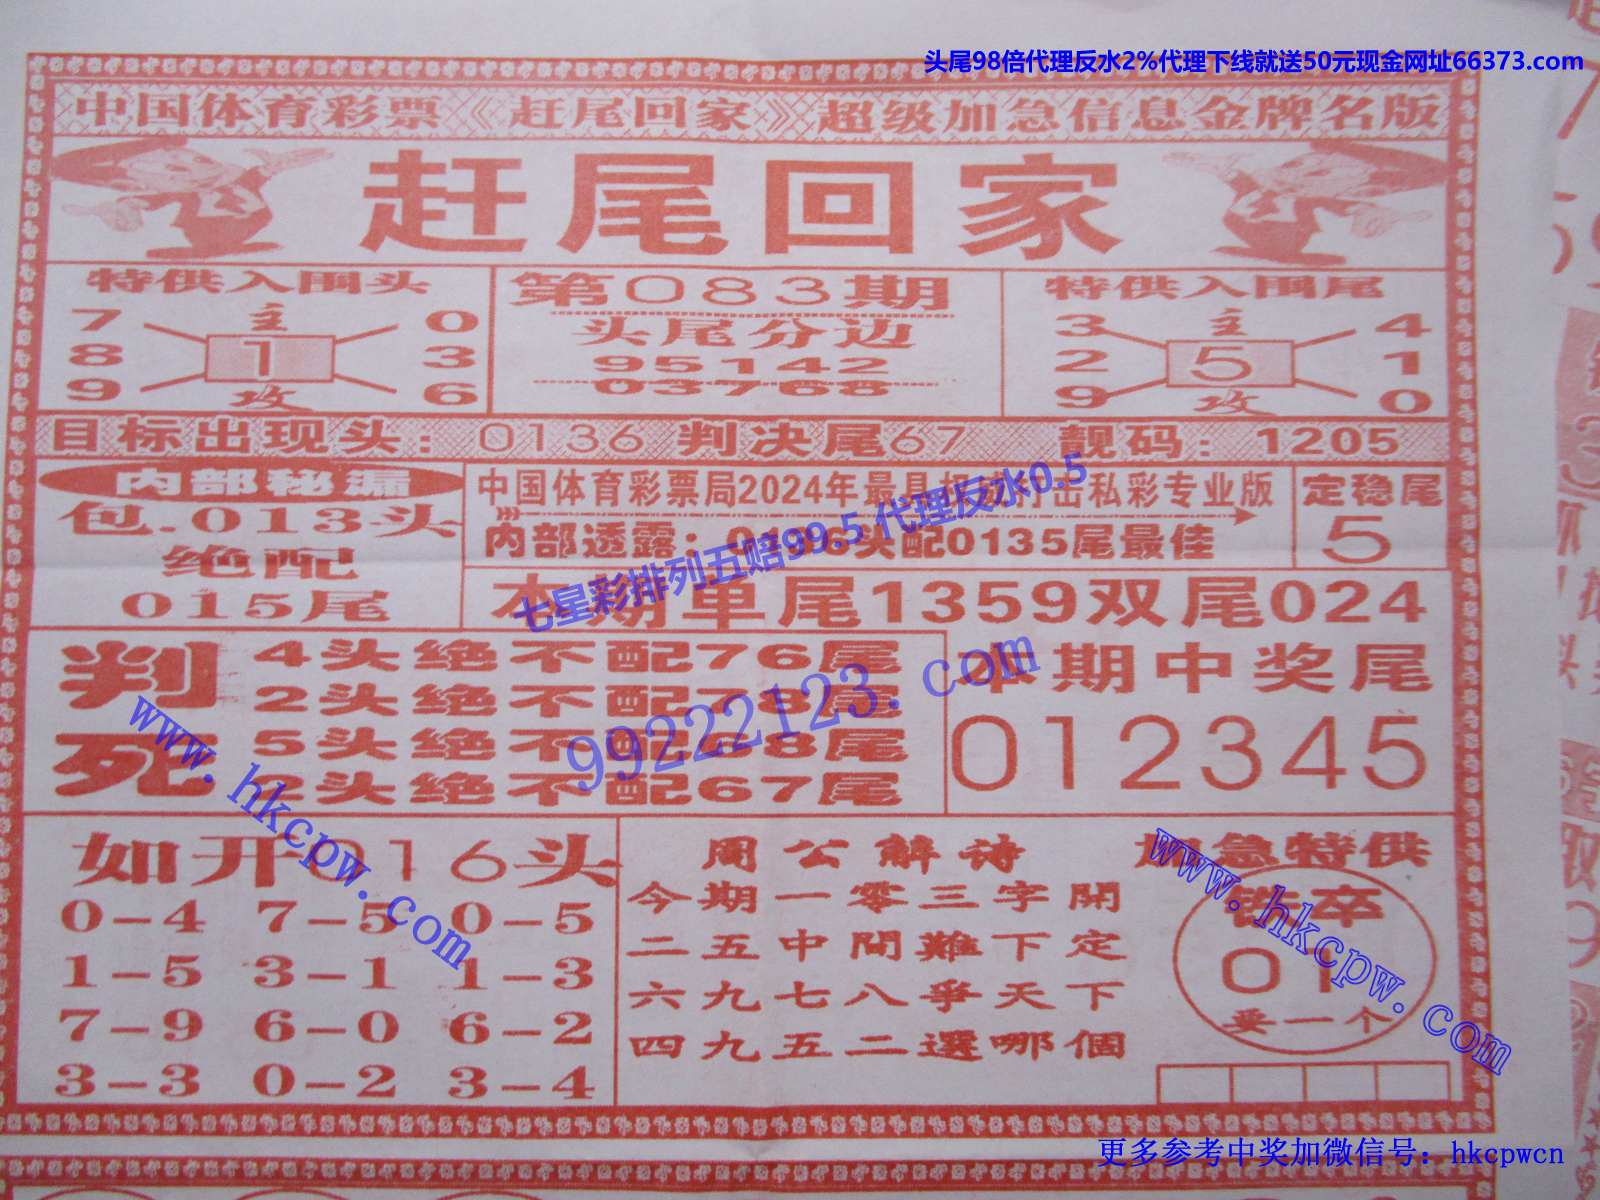 头尾98倍代理反水2%代理下线就送50元现金网址66373.com
中国体育彩票《赶尾回家》超级加急信息金牌名版
赶尾回家
特供入围头
7 主 0
8 1 3
9 攻 6
第083期
头尾分边
95142
03768
特供入围尾
3 主 4
2 5 1
9 攻 0
目标出现头：0136 判决尾67 靓码：1205
内部秘漏
包.013头
绝配
015尾
中国体育彩票局2024年最具 击私彩专业版
内部透露： 头配0135尾最佳
定稳尾
5
七星彩排列五赔99.5 代理反水0.5
本期单尾1359双尾024
判死
4头绝不配76尾
2头绝不配78尾
5头绝不配 8尾
2头绝不配67尾
99222123.com
本期中奖尾
012345
如开016头
0-4 7-5 0-5
1-5 3-1 1-3
7-9 6-0 6-2
3-3 0-2 3-4
www.hkcpw.com
周公解诗
今期一零三字開
二五中間難下定
六九七八爭天下
四九五二選哪個
加急特供
卒
01
要一个
www.hkcpw.com
更多参考中奖加微信号：hkcpwcn